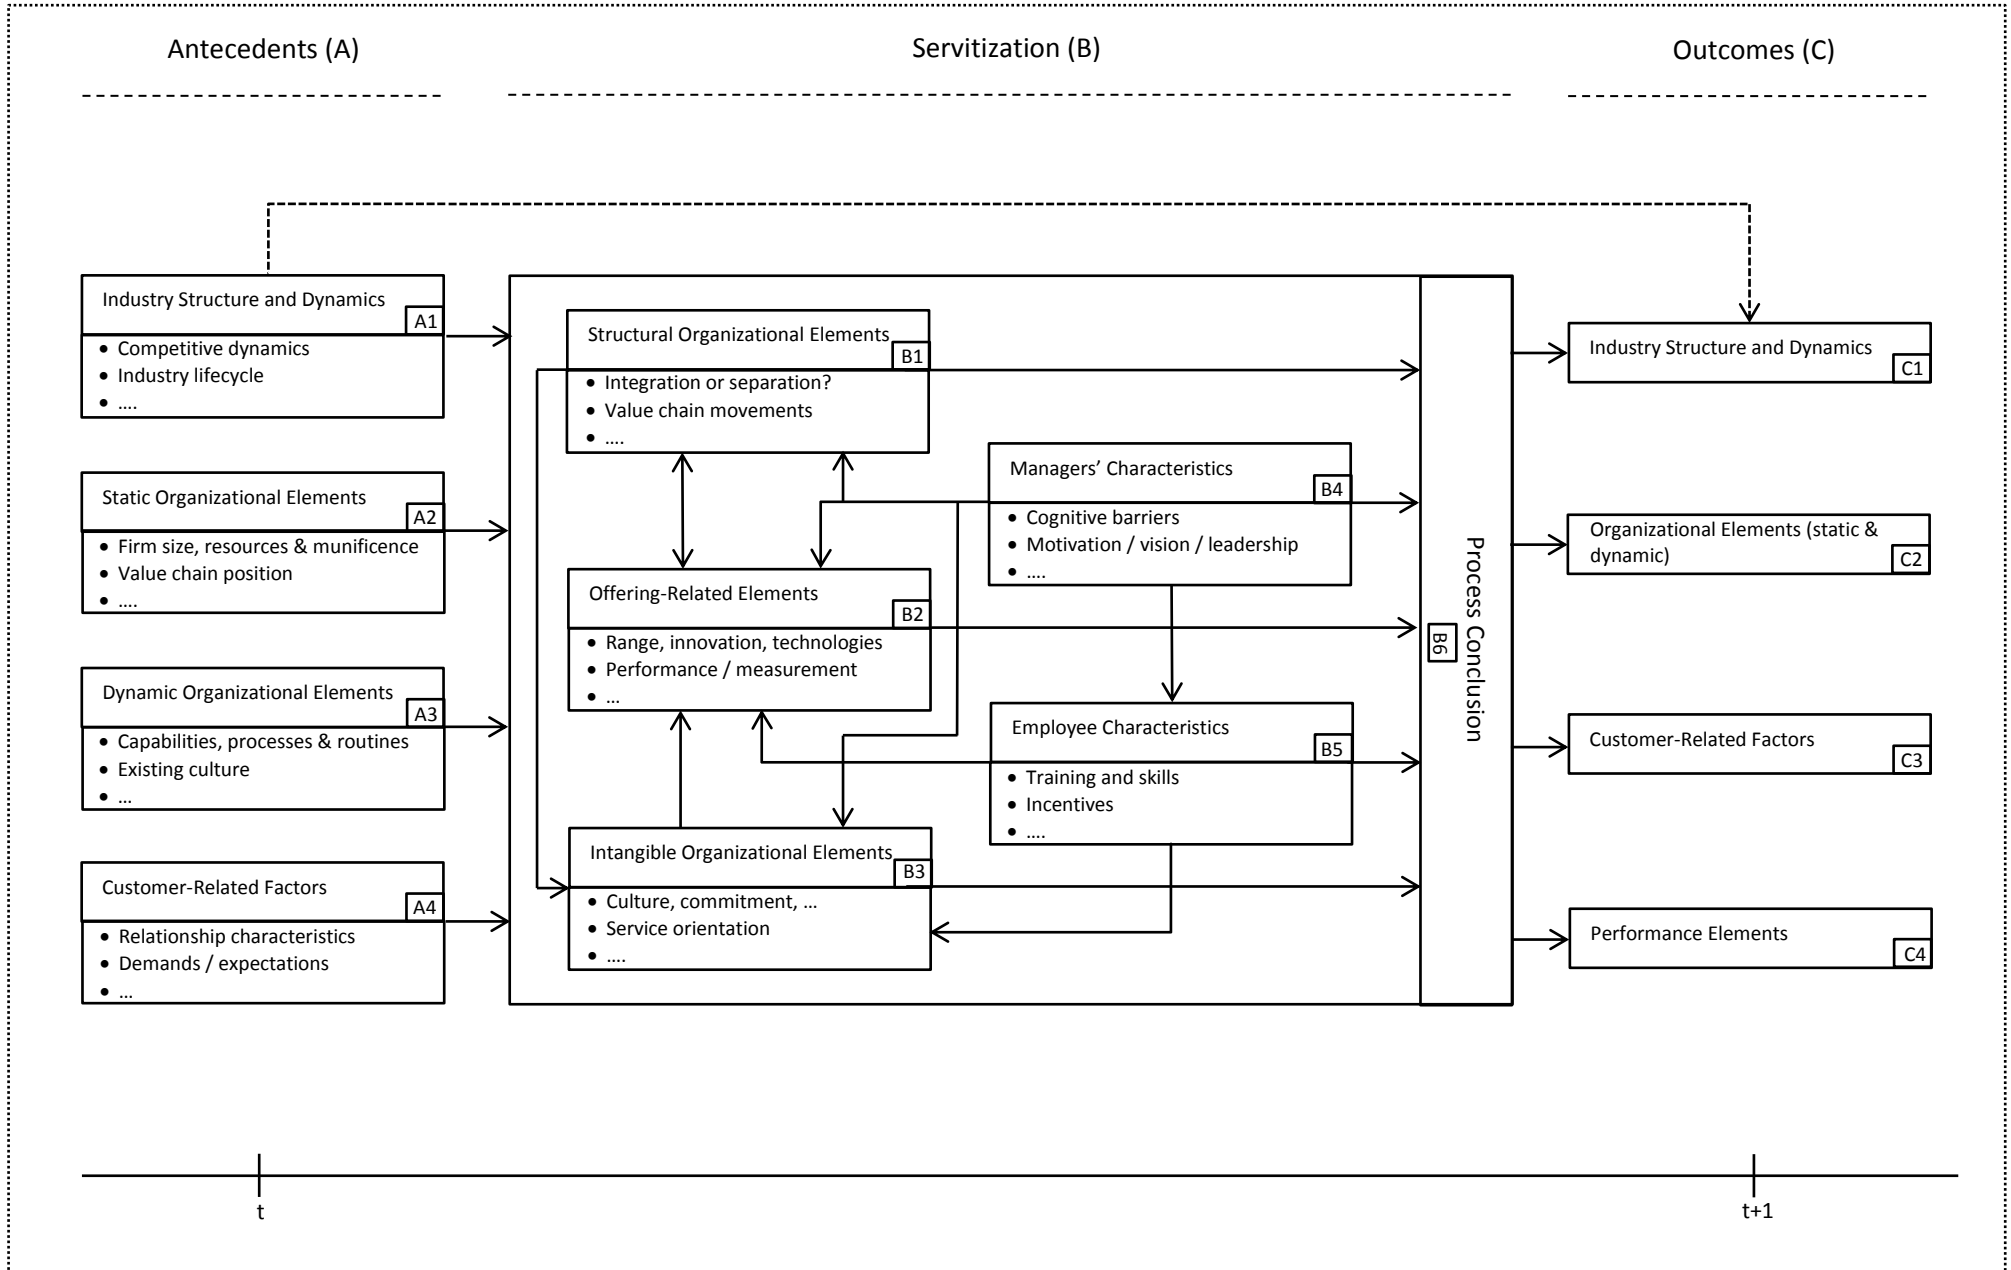 Antecedents (A)
Servitization (B)
Outcomes (C)
Industry Structure and Dynamics
A1
• Competitive dynamics
• Industry lifecycle
• ....
Static Organizational Elements
A2
• Firm size, resources & munificence
• Value chain position
• ....
Dynamic Organizational Elements
A3
• Capabilities, processes & routines
• Existing culture
• ...
Customer-Related Factors
A4
• Relationship characteristics
• Demands / expectations
• ...
Structural Organizational Elements
B1
• Integration or separation?
• Value chain movements
• ....
Offering-Related Elements
B2
• Range, innovation, technologies
• Performance / measurement
• ...
Intangible Organizational Elements
B3
• Culture, commitment, ...
• Service orientation
• ....
Managers' Characteristics
B4
• Cognitive barriers
• Motivation / vision / leadership
• ....
Employee Characteristics
B5
• Training and skills
• Incentives
• ....
Process Conclusion
B6
Industry Structure and Dynamics
C1
Organizational Elements (static &
dynamic)
C2
Customer-Related Factors
C3
Performance Elements
C4
t
t+1